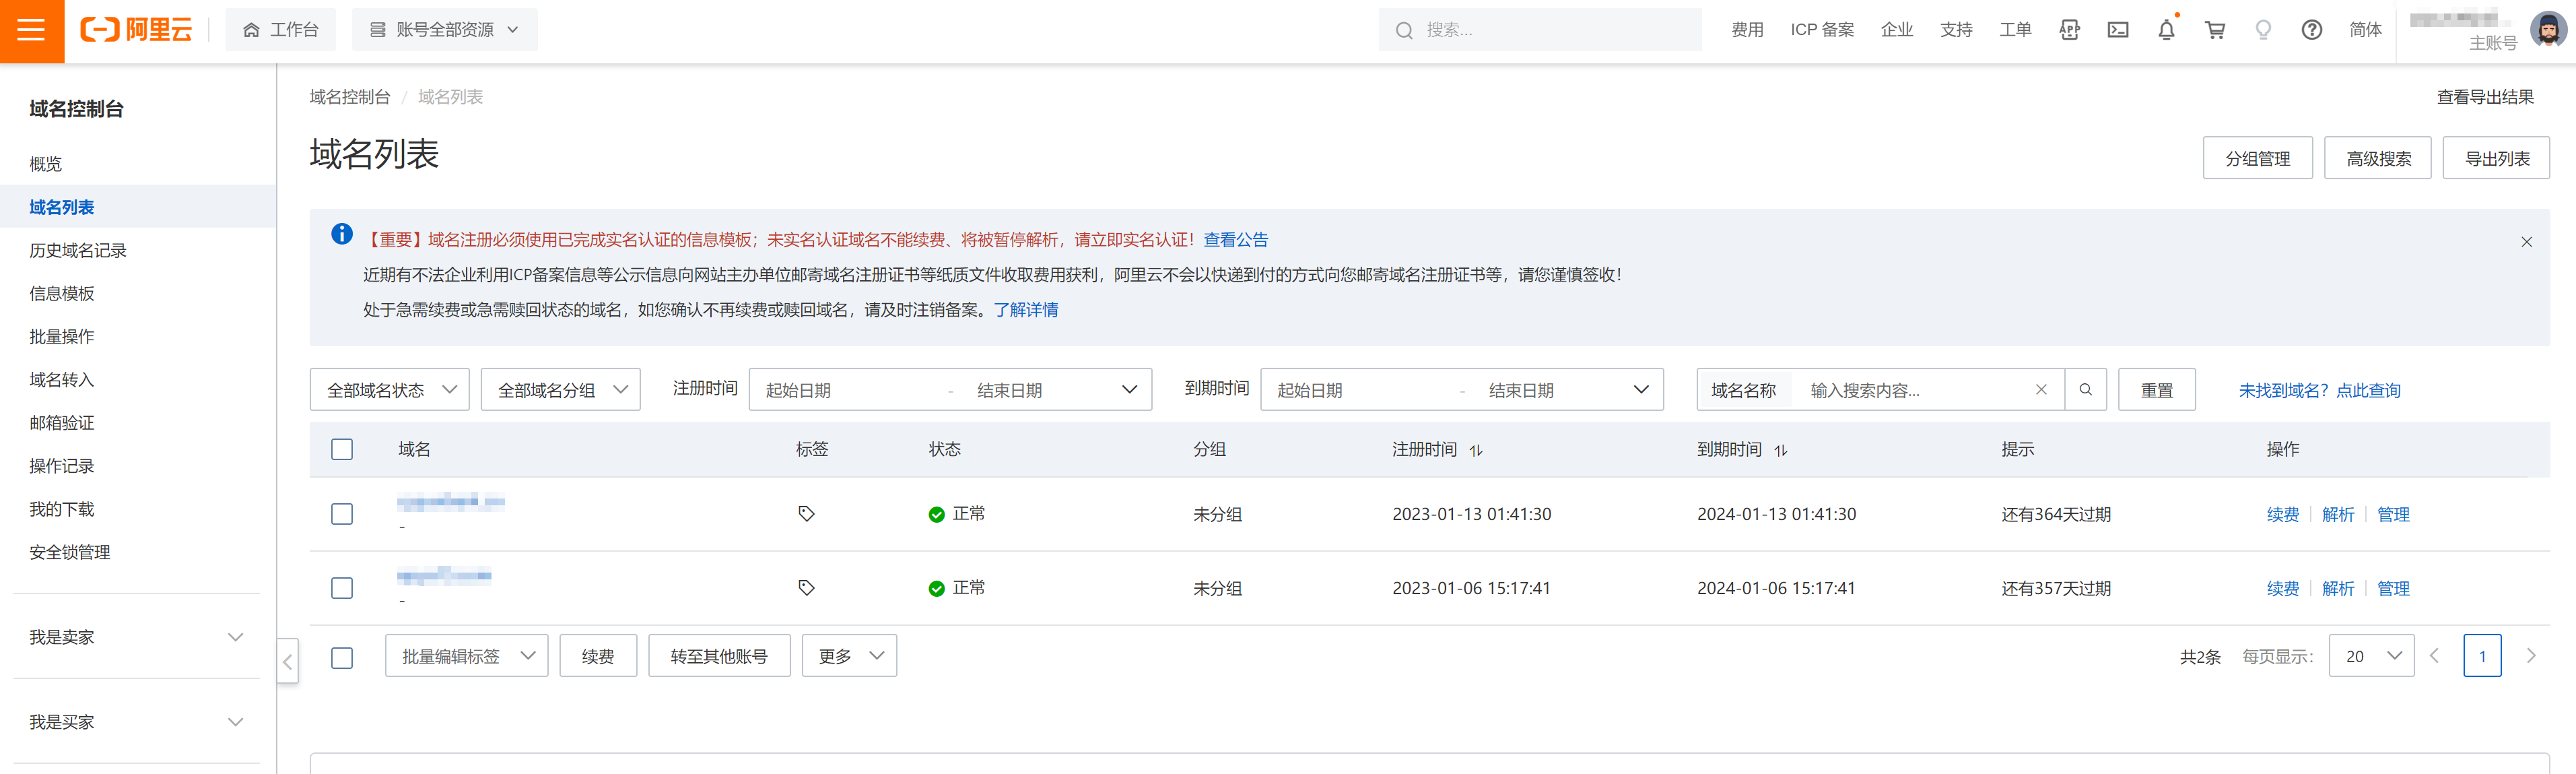 阿里云 工作台 账号全部资源 搜索... 费用 ICP 备案 企业 支持 工单 APP 简体
主账号
域名控制台
概览
域名列表
历史域名记录
信息模板
批量操作
域名转入
邮箱验证
操作记录
我的下载
安全锁管理
我是卖家
我是买家
域名控制台 / 域名列表
查看导出结果
域名列表
分组管理 高级搜索 导出列表
【重要】域名注册必须使用已完成实名认证的信息模板；未实名认证域名不能续费、将被暂停解析，请立即实名认证！查看公告
近期有不法企业利用ICP备案信息等公示信息向网站主办单位邮寄域名注册证书等纸质文件收取费用获利，阿里云不会以快递到付的方式向您邮寄域名注册证书等，请您谨慎签收！
处于急需续费或急需赎回状态的域名，如您确认不再续费或赎回域名，请及时注销备案。了解详情
全部域名状态 全部域名分组 注册时间 起始日期 - 结束日期 到期时间 起始日期 - 结束日期 域名名称 输入搜索内容... 重置 未找到域名？点此查询
域名 标签 状态 分组 注册时间 到期时间 提示 操作
正常 未分组 2023-01-13 01:41:30 2024-01-13 01:41:30 还有364天过期 续费 解析 管理
-
正常 未分组 2023-01-06 15:17:41 2024-01-06 15:17:41 还有357天过期 续费 解析 管理
-
批量编辑标签 续费 转至其他账号 更多 共2条 每页显示： 20 1